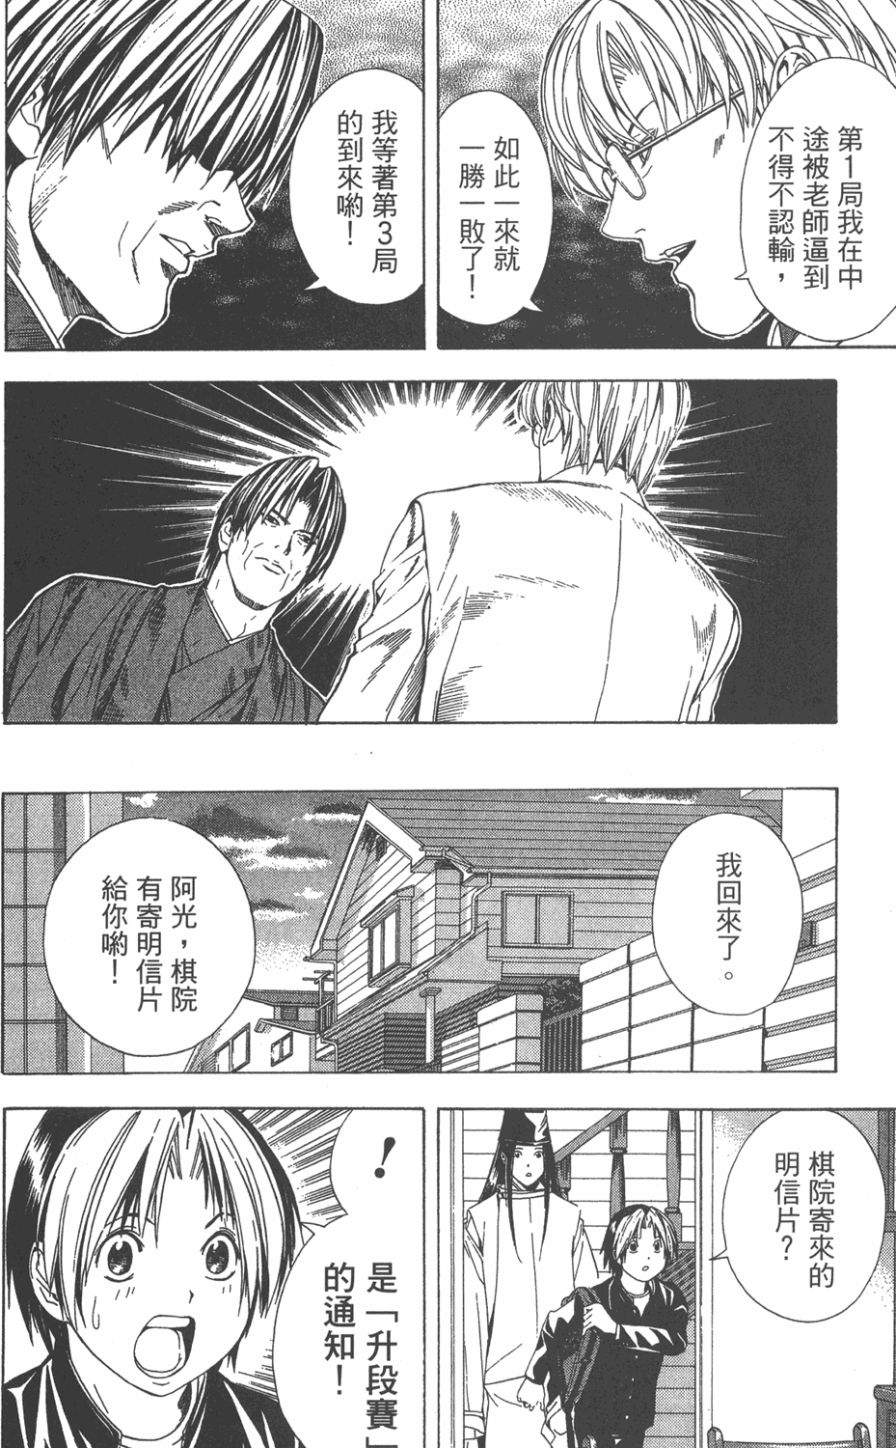 第1局我在中
途被老師逼到
不得不認輸，
如此一來就
一勝一敗了！
我等著第3局
的到來喲！
我回來了。
阿光，棋院
有寄明信片
給你喲！
棋院寄來的
明信片？
！
是「升段賽」
的通知！